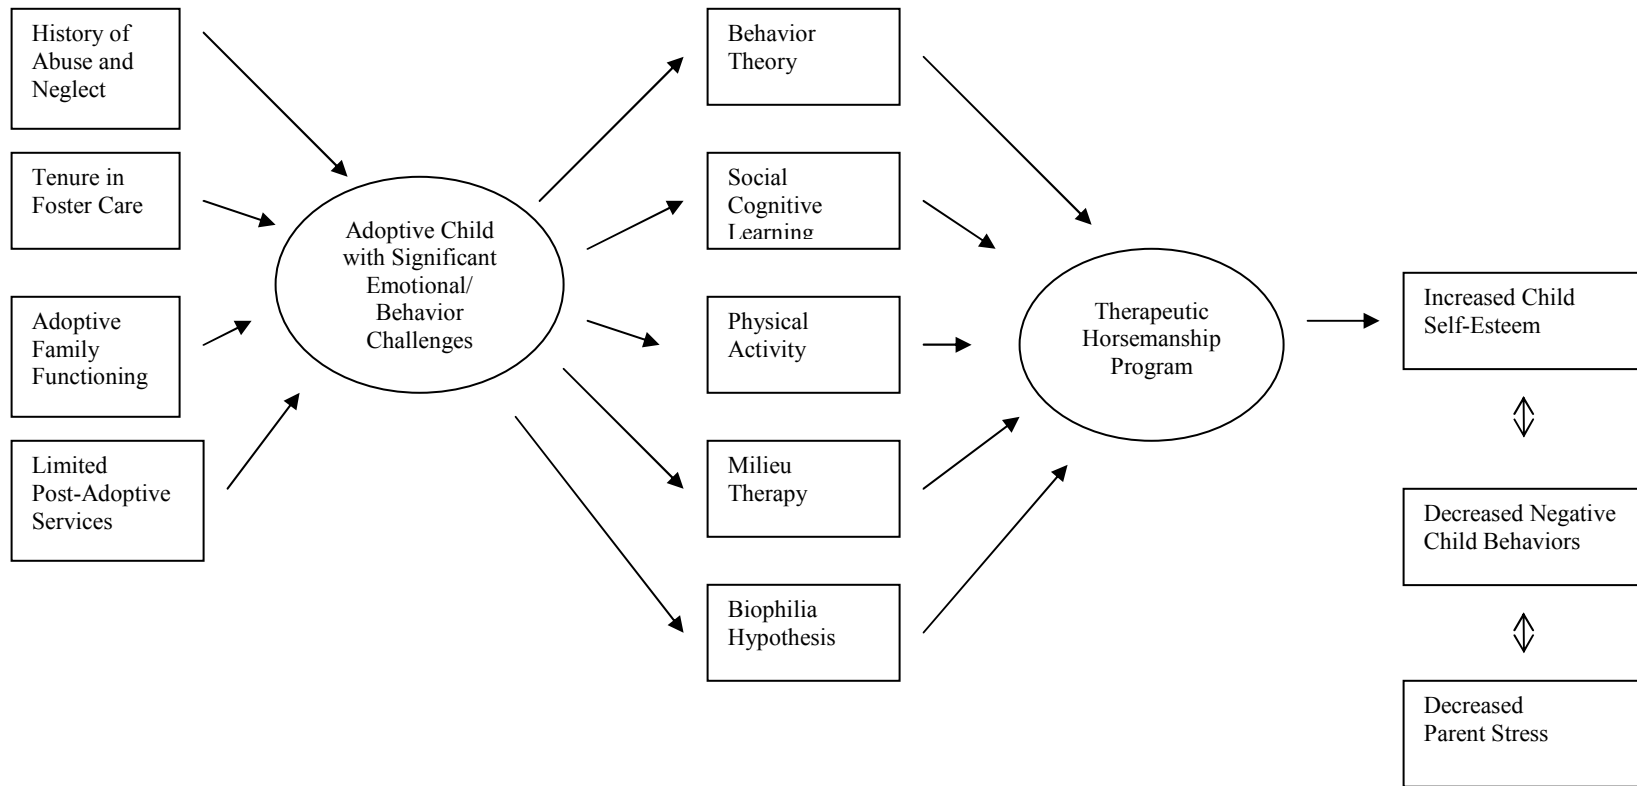 History of
Abuse and
Neglect
Tenure in
Foster Care
Adoptive
Family
Functioning
Limited
Post-Adoptive
Services
Adoptive Child
with Significant
Emotional/
Behavior
Challenges
Behavior
Theory
Social
Cognitive
Learning
Physical
Activity
Milieu
Therapy
Biophilia
Hypothesis
Therapeutic
Horsemanship
Program
Increased Child
Self-Esteem
Decreased Negative
Child Behaviors
Decreased
Parent Stress